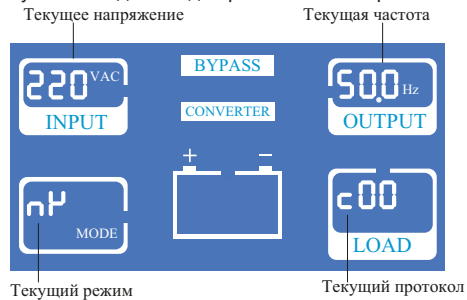 Текущее напряжение
Текущая частота
220 VAC
INPUT
BYPASS
CONVERTER
50.0 Hz
OUTPUT
+ −
MODE
c00
LOAD
Текущий режим
Текущий протокол